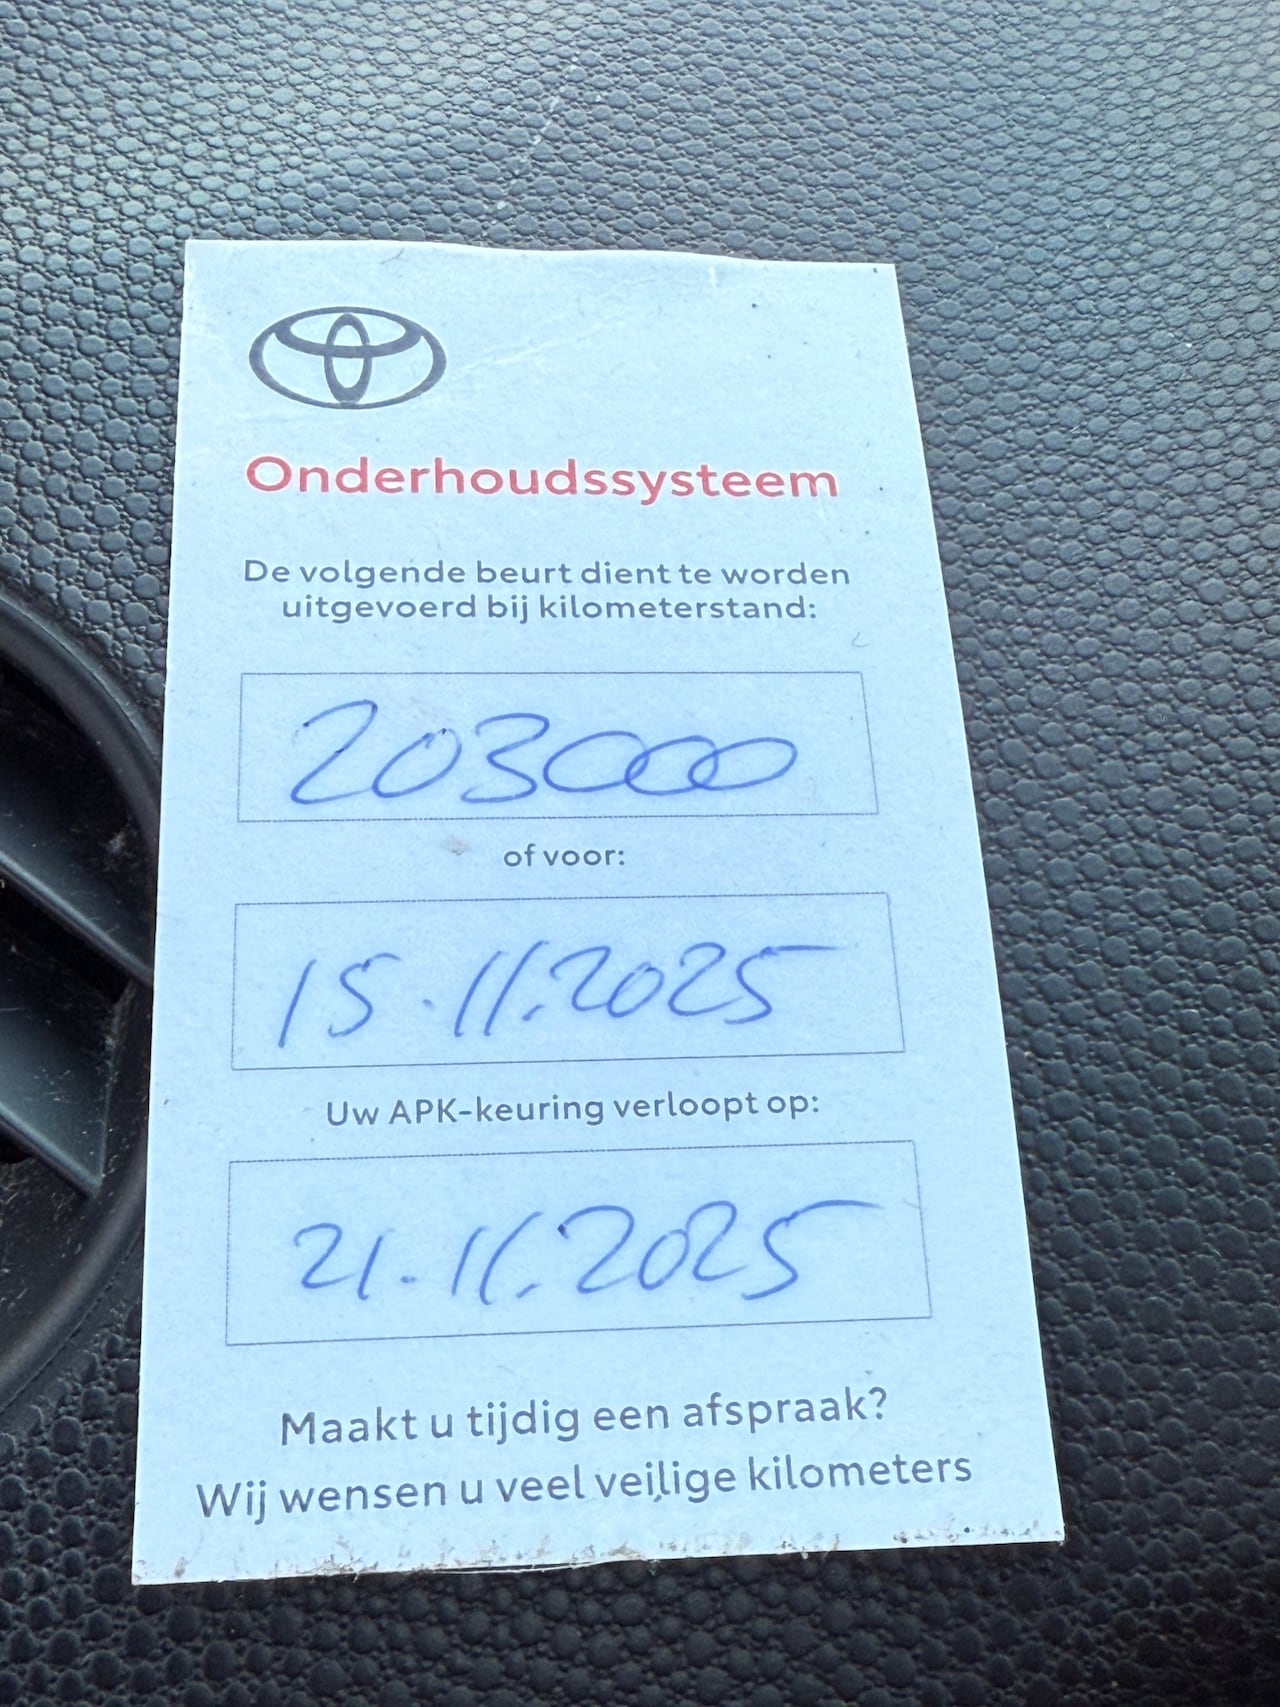 Onderhoudssysteem
De volgende beurt dient te worden
uitgevoerd bij kilometerstand:
203000
of voor:
15.11.2025
Uw APK-keuring verloopt op:
21.11.2025
Maakt u tijdig een afspraak?
Wij wensen u veel veilige kilometers